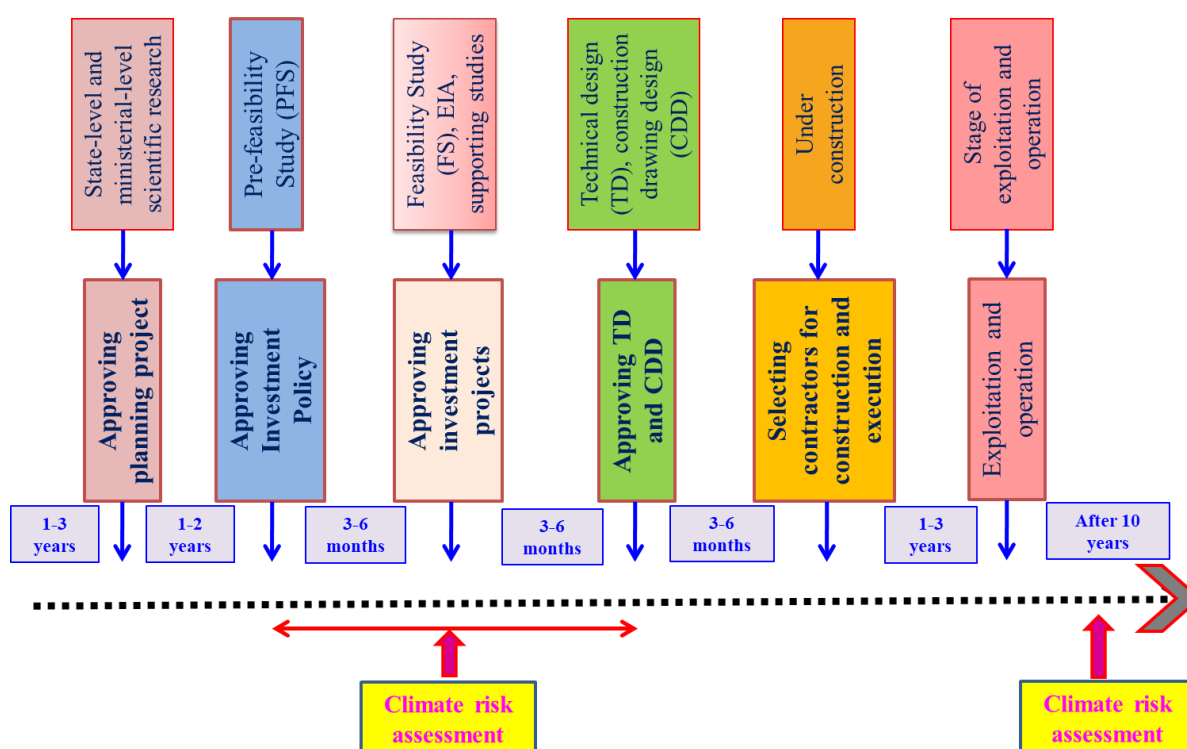 State-level and
ministerial-level
scientific research
Pre-feasibility
Study (PFS)
Feasibility Study
(FS), EIA,
supporting studies
Technical design
(TD), construction
drawing design
(CDD)
Under
construction
Stage of
exploitation and
operation
Approving
planning project
Approving
Investment
Policy
Approving
investment
projects
Approving TD
and CDD
Selecting
contractors for
construction and
execution
Exploitation and
operation
1-3
years
1-2
years
3-6
months
3-6
months
3-6
months
1-3
years
After 10
years
Climate risk
assessment
Climate risk
assessment